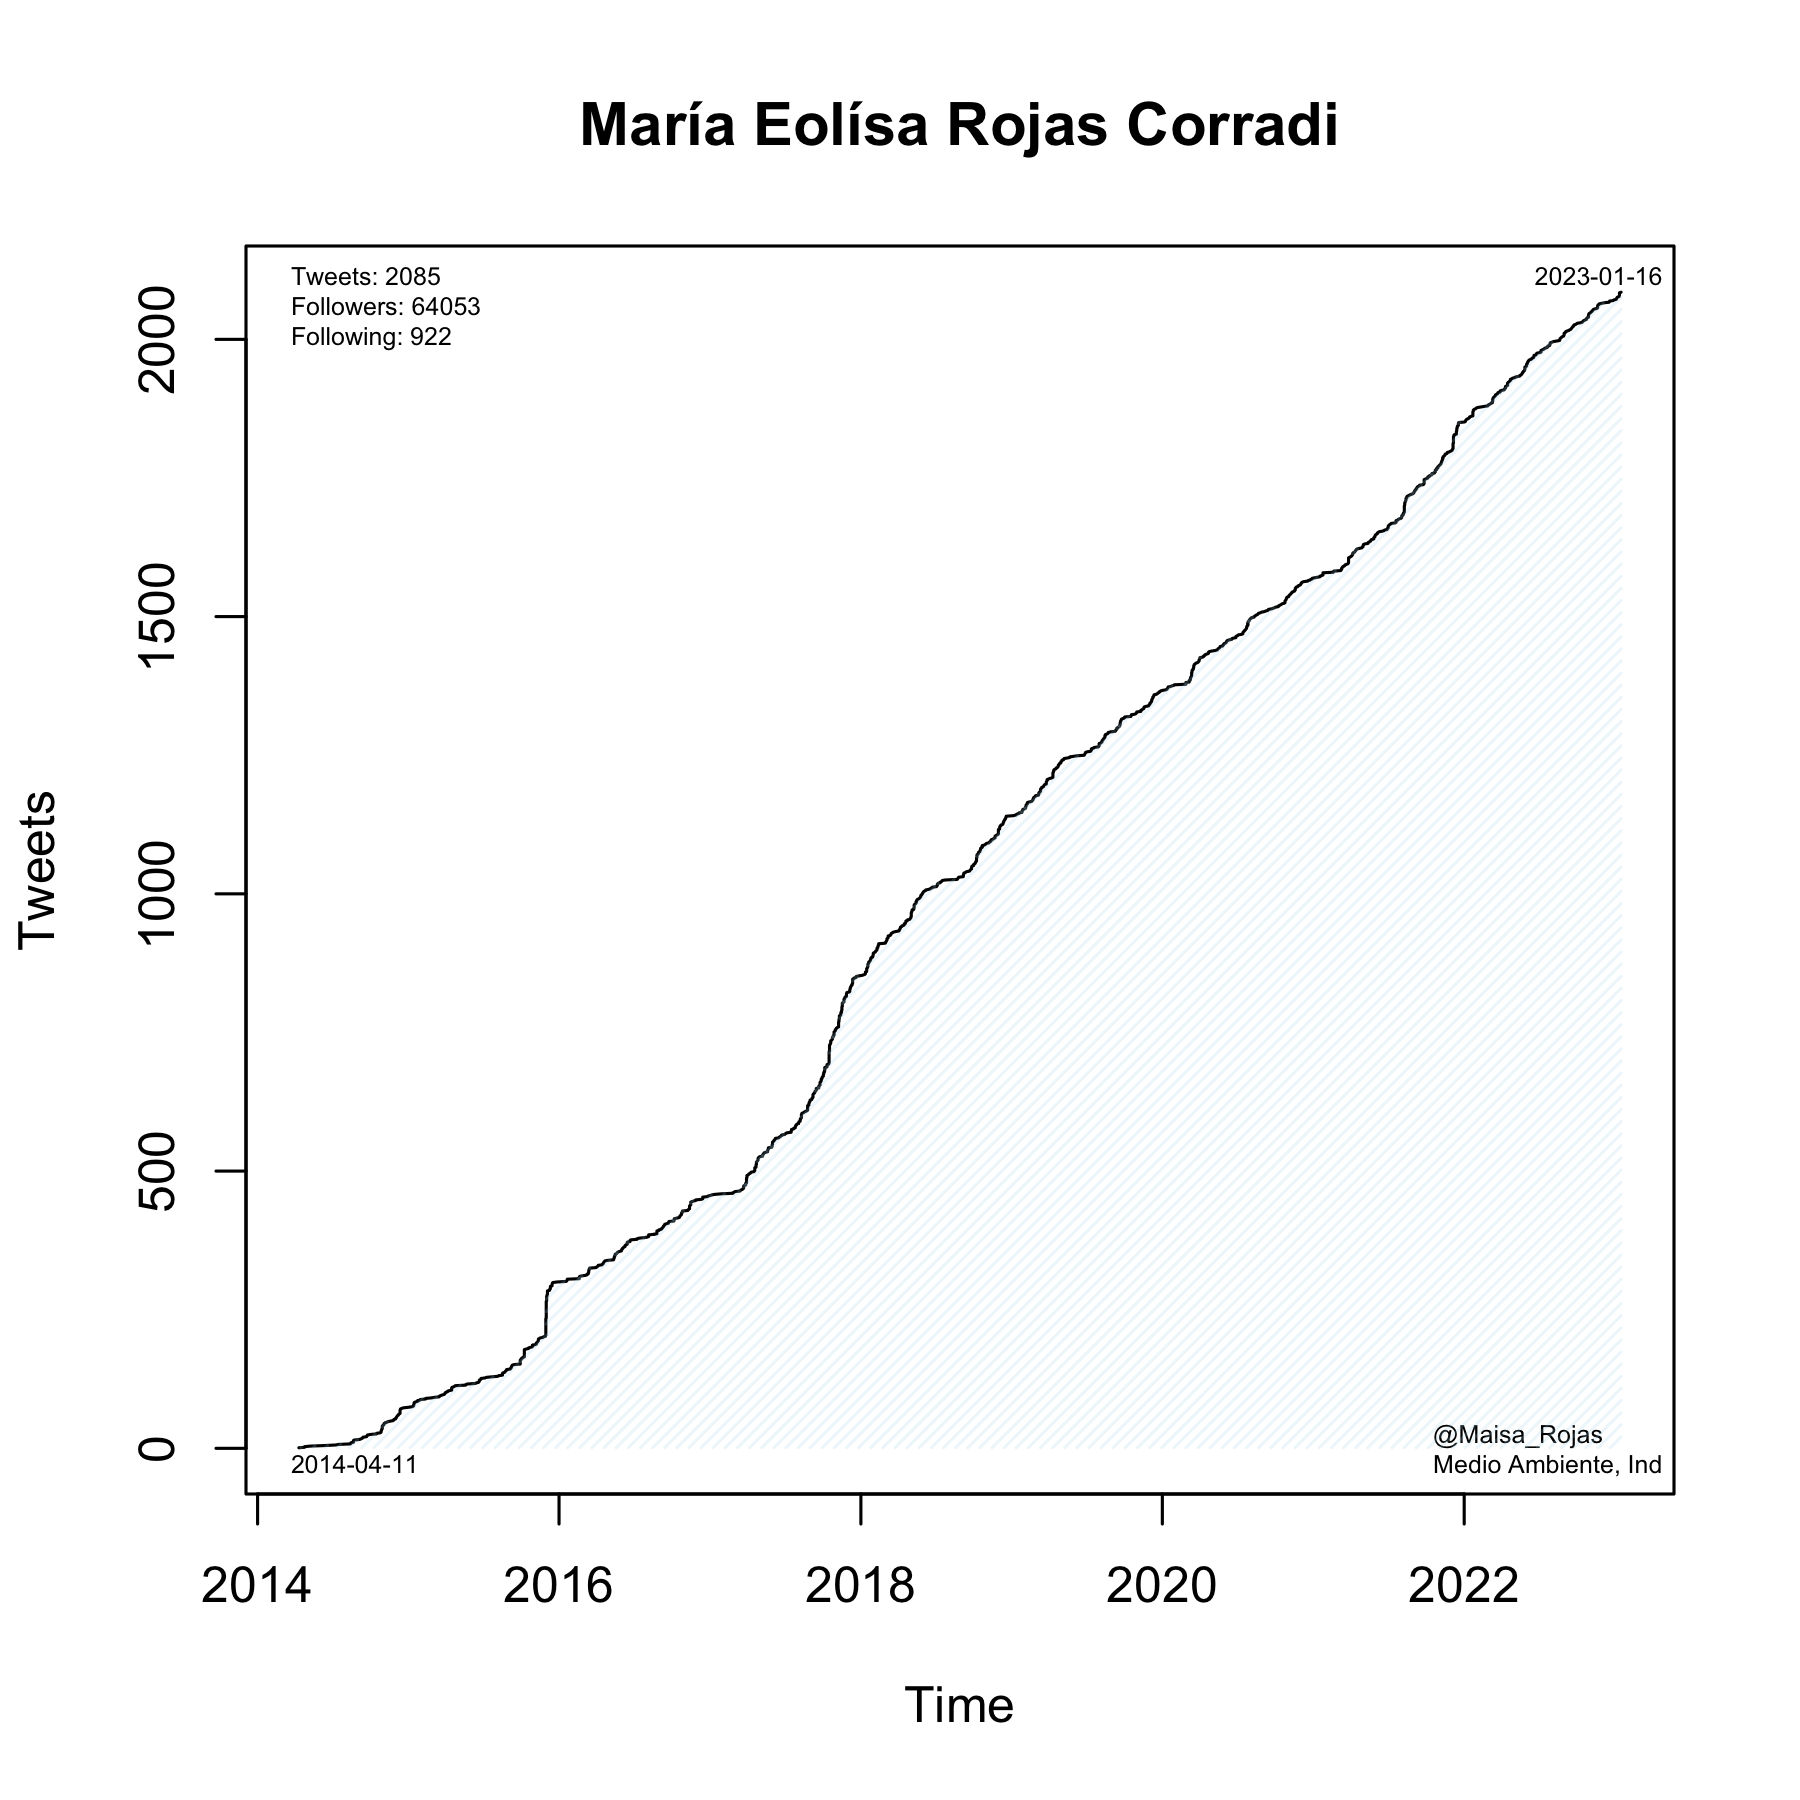 María Eolísa Rojas Corradi
Tweets: 2085
Followers: 64053
Following: 922
2023-01-16
2000
1500
1000
500
0
Tweets
2014-04-11
@Maisa_Rojas
Medio Ambiente, Ind
2014
2016
2018
2020
2022
Time